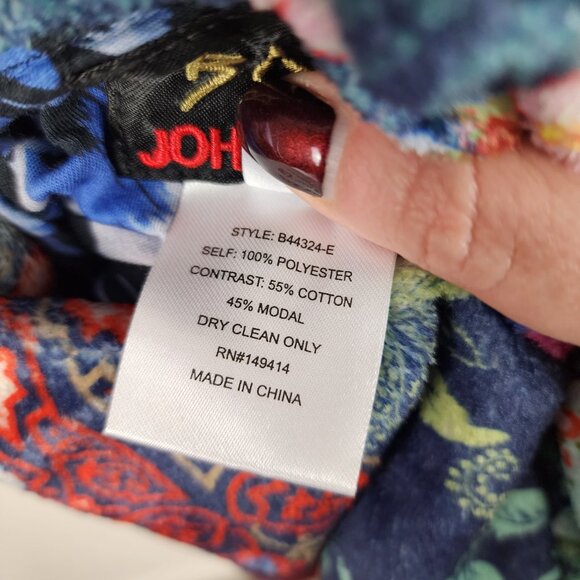 JOH
STYLE: B44324-E
SELF: 100% POLYESTER
CONTRAST: 55% COTTON
45% MODAL
DRY CLEAN ONLY
RN#149414
MADE IN CHINA